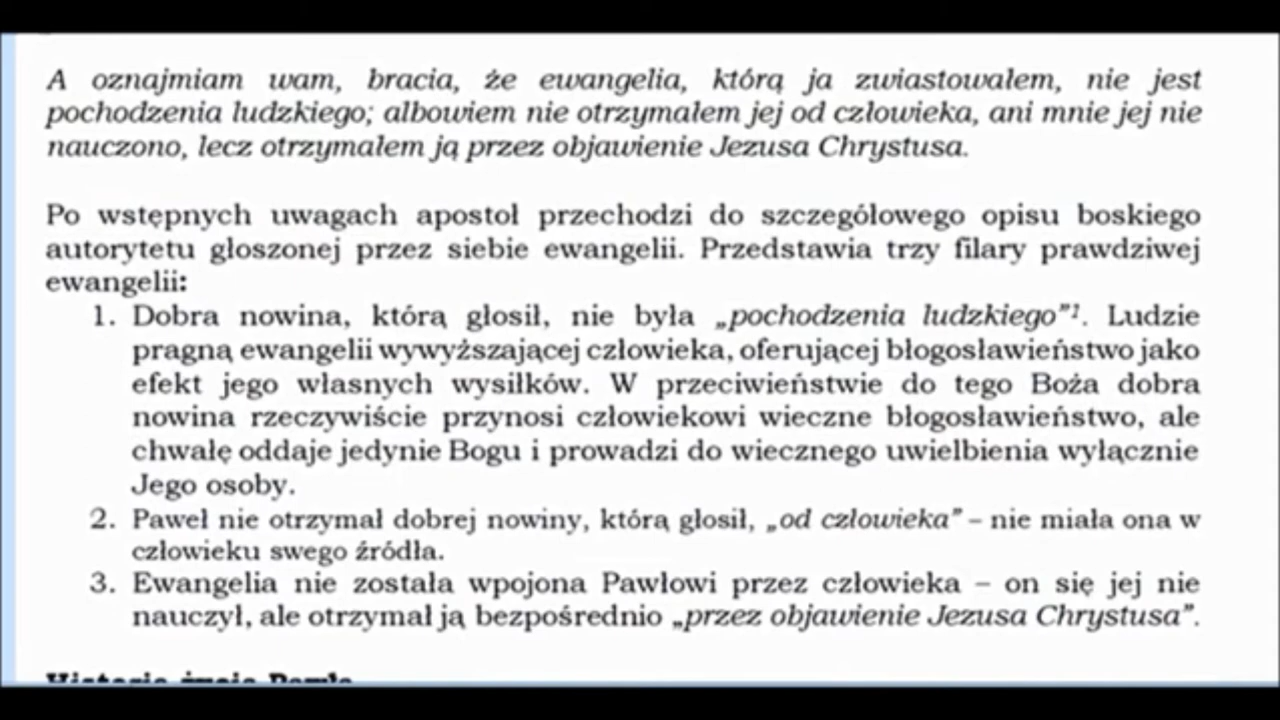 A oznajmiam wam, bracia, że ewangelia, którą ja zwiastowałem, nie jest
pochodzenia ludzkiego; albowiem nie otrzymałem jej od człowieka, ani mnie jej nie
nauczono, lecz otrzymałem ją przez objawienie Jezusa Chrystusa.
Po wstępnych uwagach apostoł przechodzi do szczegółowego opisu boskiego
autorytetu głoszonej przez siebie ewangelii. Przedstawia trzy filary prawdziwej
ewangelii:
1. Dobra nowina, którą głosił, nie była „pochodzenia ludzkiego”¹. Ludzie
pragną ewangelii wywyższającej człowieka, oferującej błogosławieństwo jako
efekt jego własnych wysiłków. W przeciwieństwie do tego Boża dobra
nowina rzeczywiście przynosi człowiekowi wieczne błogosławieństwo, ale
chwałę oddaje jedynie Bogu i prowadzi do wiecznego uwielbienia wyłącznie
Jego osoby.
2. Paweł nie otrzymał dobrej nowiny, którą głosił, „od człowieka” – nie miała ona w
człowieku swego źródła.
3. Ewangelia nie została wpojona Pawłowi przez człowieka – on się jej nie
nauczył, ale otrzymał ją bezpośrednio „przez objawienie Jezusa Chrystusa”.
Historia życia Pawła